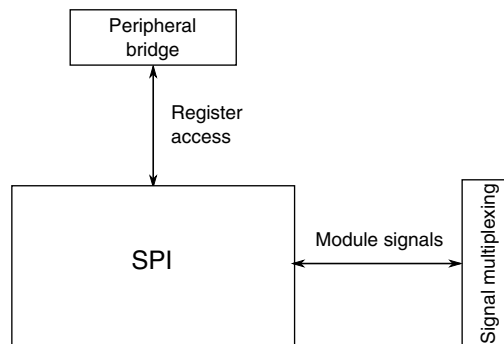 Peripheral
bridge
Register
access
SPI
Module signals
Signal multiplexing